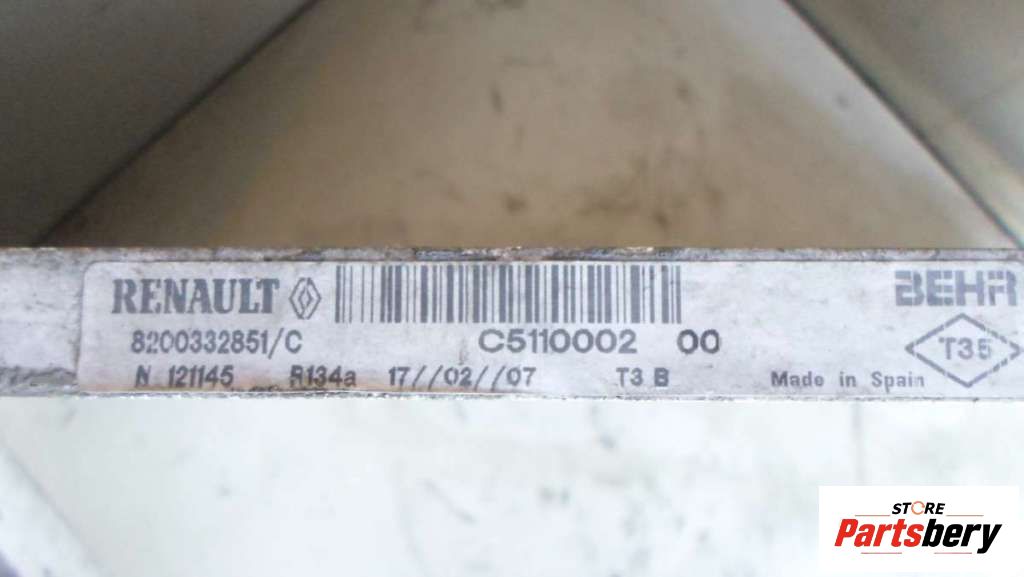 RENAULT
BEHR
8200332851/C C5110002 00
T35
N 121145 R134a 17//02//07 T3 B Made in Spain
STORE
Partsbery